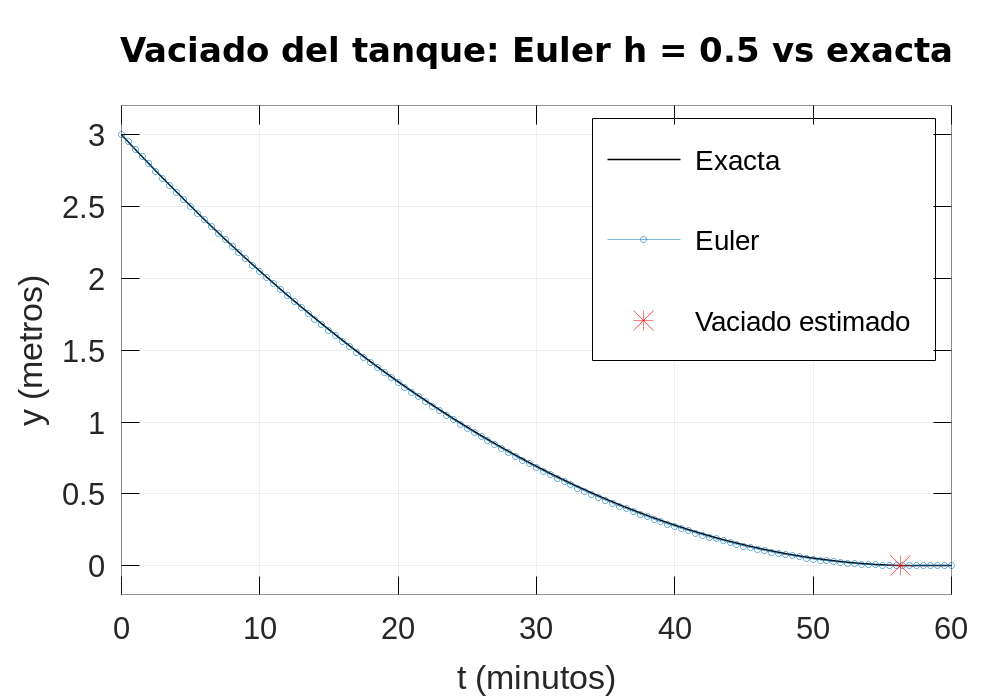 Vaciado del tanque: Euler h = 0.5 vs exacta
3
2.5
2
1.5
1
0.5
0
y (metros)
Exacta
Euler
Vaciado estimado
0 10 20 30 40 50 60
t (minutos)